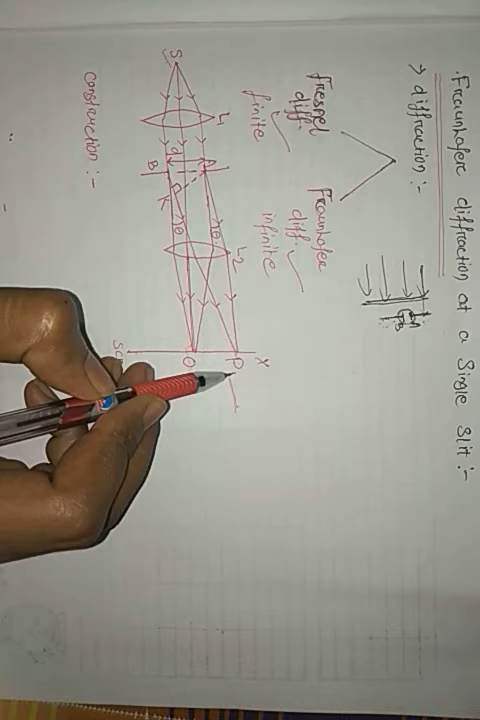 Fraunhofer diffraction at a Single Slit :-
> diffraction :-
Fresnel Fraunhofer
diff. diff.
finite infinite
S
L1
A
B
d
K
θ
θ
L2
X
P
O
Sc
Construction :-